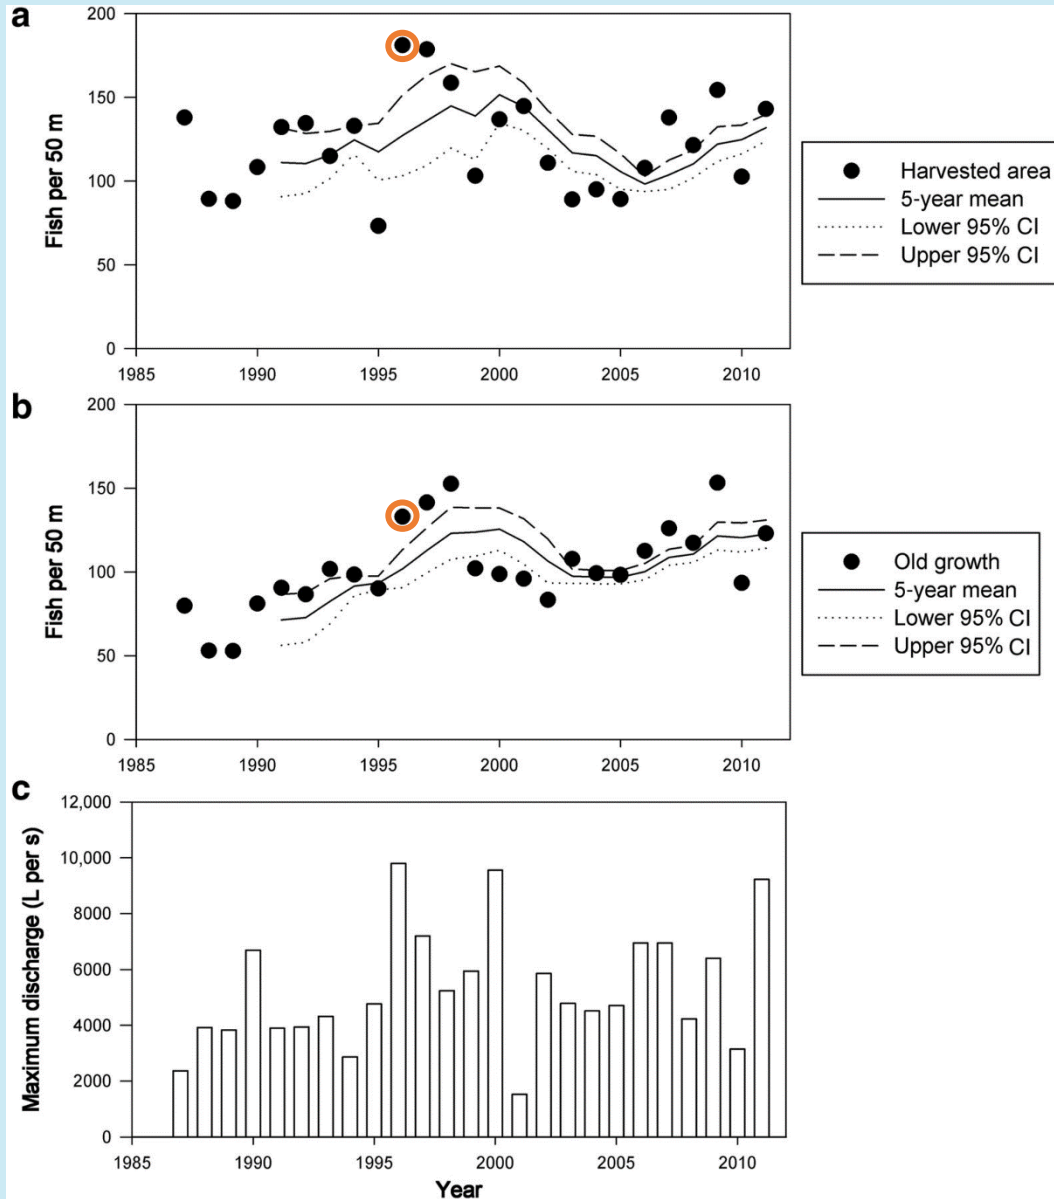 a
200
150
100
50
0
Fish per 50 m
1985 1990 1995 2000 2005 2010
Harvested area
5-year mean
Lower 95% CI
Upper 95% CI
b
200
150
100
50
0
Fish per 50 m
1985 1990 1995 2000 2005 2010
Old growth
5-year mean
Lower 95% CI
Upper 95% CI
c
12,000
10,000
8000
6000
4000
2000
0
Maximum discharge (L per s)
1985 1990 1995 2000 2005 2010
Year